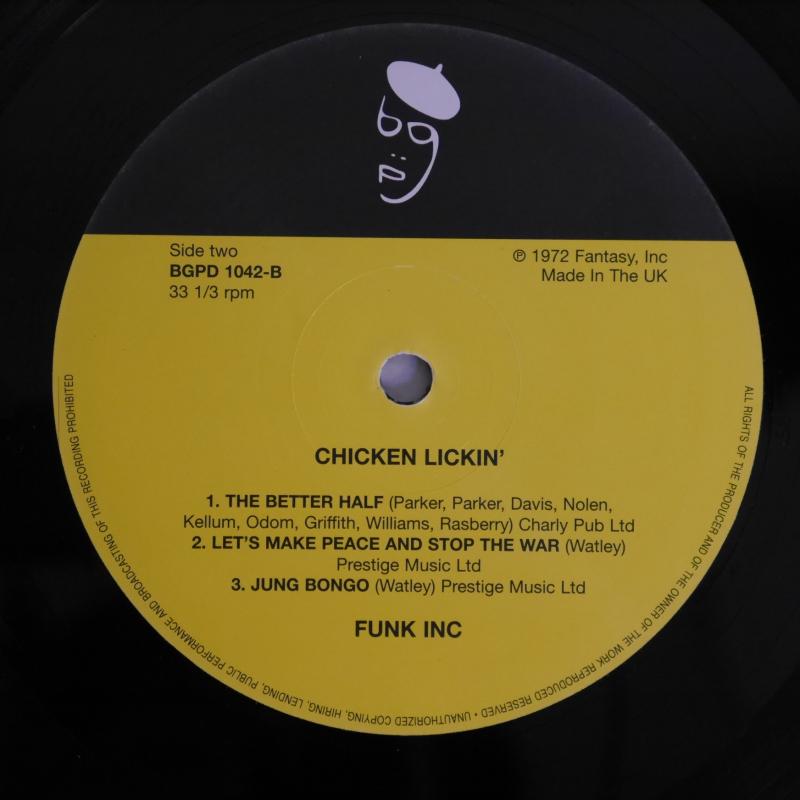 bgp
Side two
BGPD 1042-B
33 1/3 rpm
℗ 1972 Fantasy, Inc
Made In The UK
CHICKEN LICKIN'
1. THE BETTER HALF (Parker, Parker, Davis, Nolen,
Kellum, Odom, Griffith, Williams, Rasberry) Charly Pub Ltd
2. LET'S MAKE PEACE AND STOP THE WAR (Watley)
Prestige Music Ltd
3. JUNG BONGO (Watley) Prestige Music Ltd
FUNK INC
ALL RIGHTS OF THE PRODUCER AND OF THE OWNER OF THE WORK REPRODUCED RESERVED • UNAUTHORIZED COPYING, HIRING, LENDING, PUBLIC PERFORMANCE AND BROADCASTING OF THIS RECORDING PROHIBITED